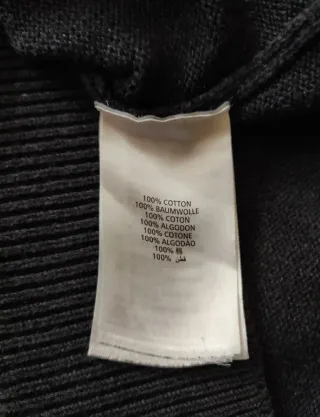 100% COTTON
100% BAUMWOLLE
100% COTON
100% ALGODON
100% COTONE
100% ALGODÃO
100% 棉
100% قطن